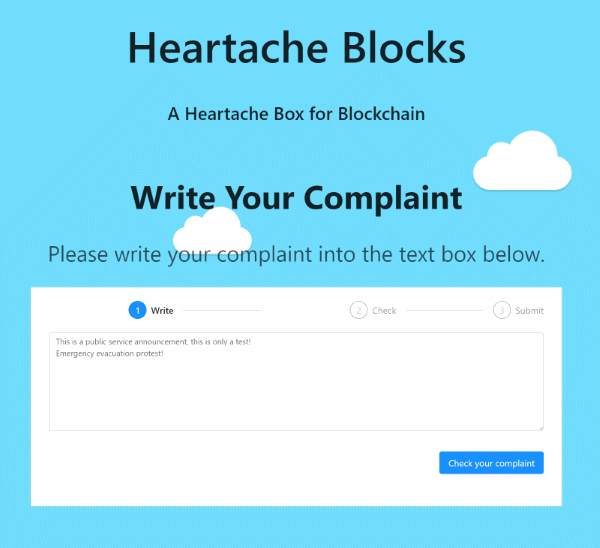 Heartache Blocks
A Heartache Box for Blockchain
Write Your Complaint
Please write your complaint into the text box below.
1 Write 2 Check 3 Submit
This is a public service announcement, this is only a test!
Emergency evacuation protest!
Check your complaint